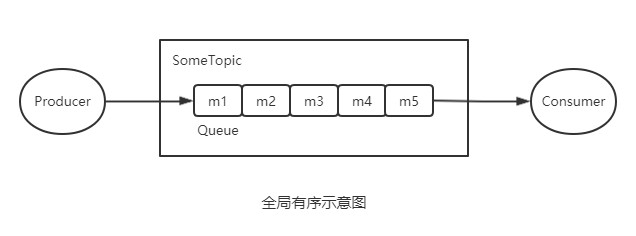 SomeTopic
Producer
m1 m2 m3 m4 m5
Consumer
Queue
全局有序示意图